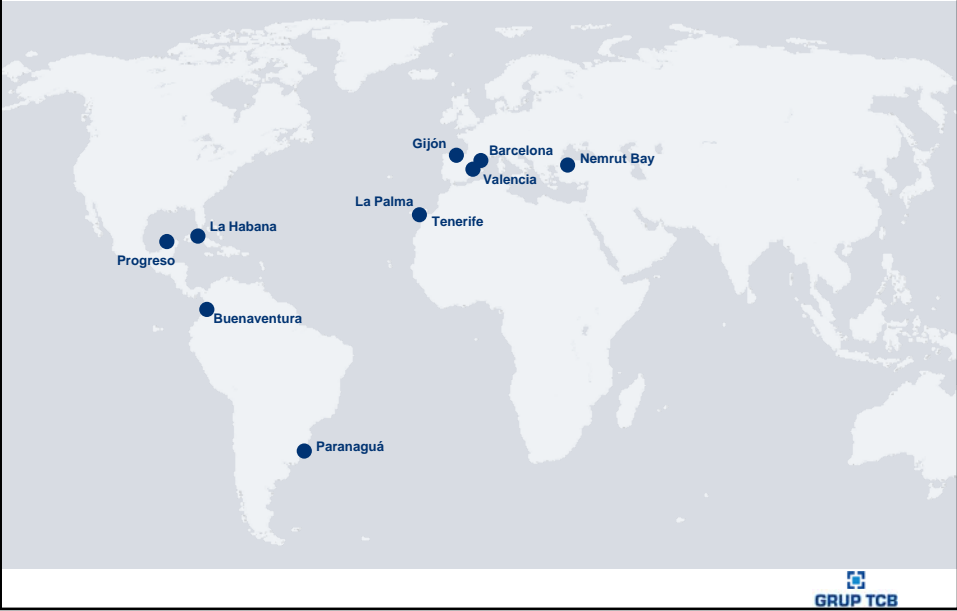 Gijón
Barcelona
Nemrut Bay
Valencia
La Palma
Tenerife
La Habana
Progreso
Buenaventura
Paranaguá
GRUP TCB